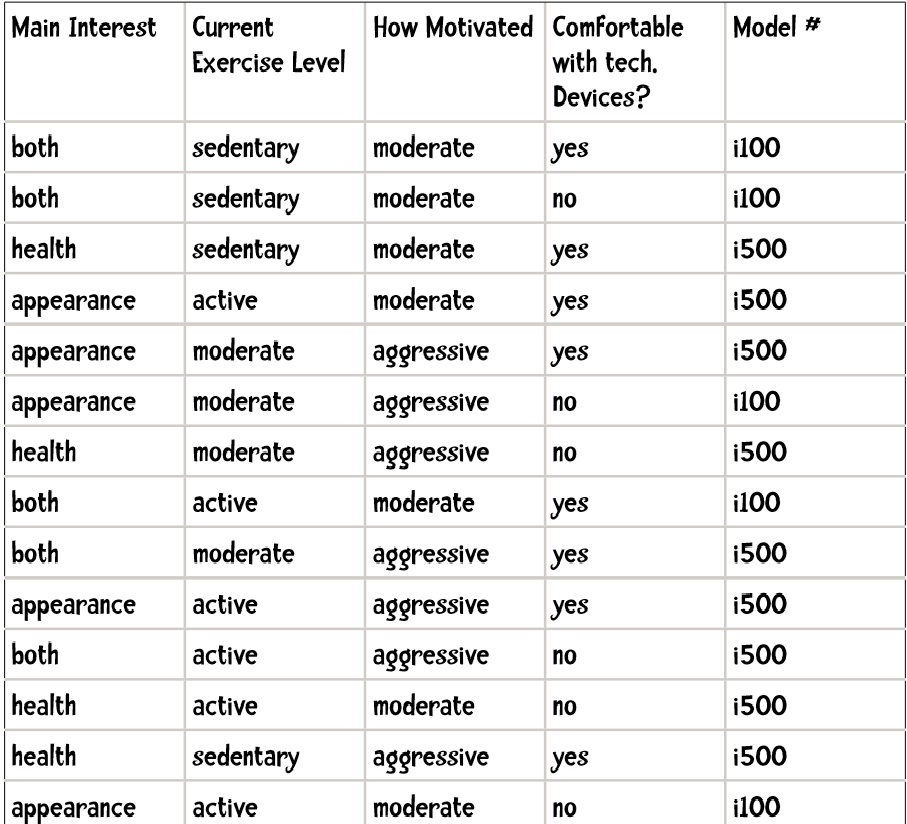 Main Interest Current Exercise Level How Motivated Comfortable with tech. Devices? Model #
both sedentary moderate yes i100
both sedentary moderate no i100
health sedentary moderate yes i500
appearance active moderate yes i500
appearance moderate aggressive yes i500
appearance moderate aggressive no i100
health moderate aggressive no i500
both active moderate yes i100
both moderate aggressive yes i500
appearance active aggressive yes i500
both active aggressive no i500
health active moderate no i500
health sedentary aggressive yes i500
appearance active moderate no i100